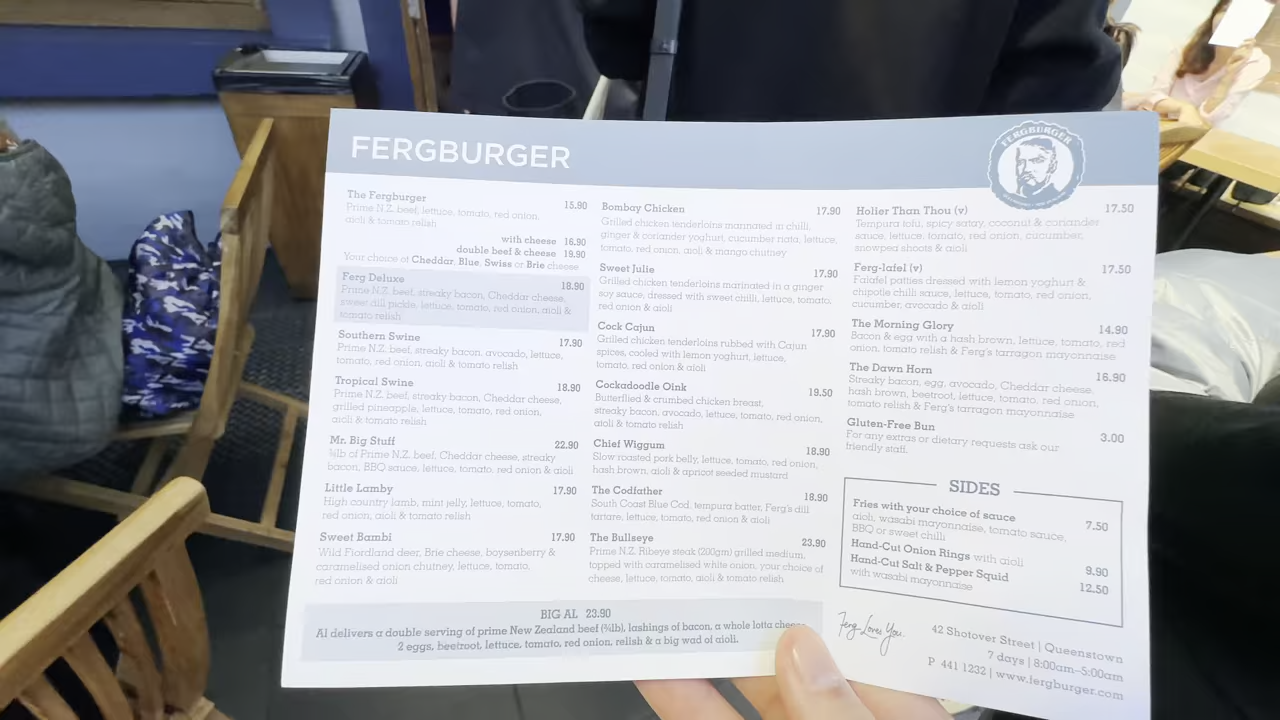 FERGBURGER
FERGBURGER
The Fergburger 15.90
Prime N.Z. beef, lettuce, tomato, red onion,
aioli & tomato relish
with cheese 16.90
double beef & cheese 19.90
Your choice of Cheddar, Blue, Swiss or Brie cheese
Ferg Deluxe 18.90
Prime N.Z. beef, streaky bacon, Cheddar cheese,
sweet dill pickle, lettuce, tomato, red onion, aioli &
tomato relish
Southern Swine 17.90
Prime N.Z. beef, streaky bacon, avocado, lettuce,
tomato, red onion, aioli & tomato relish
Tropical Swine 18.90
Prime N.Z. beef, streaky bacon, Cheddar cheese,
grilled pineapple, lettuce, tomato, red onion,
aioli & tomato relish
Mr. Big Stuff 22.90
½lb of Prime N.Z. beef, Cheddar cheese, streaky
bacon, BBQ sauce, lettuce, tomato, red onion & aioli
Little Lamby 17.90
High country lamb, mint jelly, lettuce, tomato,
red onion, aioli & tomato relish
Sweet Bambi 17.90
Wild Fiordland deer, Brie cheese, boysenberry &
caramelised onion chutney, lettuce, tomato,
red onion & aioli
Bombay Chicken 17.90
Grilled chicken tenderloins marinated in chilli,
ginger & coriander yoghurt, cucumber raita, lettuce,
tomato, red onion, aioli & mango chutney
Sweet Julie 17.90
Grilled chicken tenderloins marinated in a ginger
soy sauce, dressed with sweet chilli, lettuce, tomato,
red onion & aioli
Cock Cajun 17.90
Grilled chicken tenderloins rubbed with Cajun
spices, cooled with lemon yoghurt, lettuce,
tomato, red onion & aioli
Cockadoodle Oink 19.50
Butterflied & crumbed chicken breast,
streaky bacon, avocado, lettuce, tomato, red onion,
aioli & tomato relish
Chief Wiggum 18.90
Slow roasted pork belly, lettuce, tomato, red onion,
hash brown, aioli & apricot seeded mustard
The Codfather 18.90
South Coast Blue Cod, tempura batter, Ferg's dill
tartare, lettuce, tomato, red onion & aioli
The Bullseye 23.90
Prime N.Z. Ribeye steak (200gm) grilled medium,
topped with caramelised white onion, your choice of
cheese, lettuce, tomato, aioli & tomato relish
Holier Than Thou (v) 17.50
Tempura tofu, spicy satay, coconut & coriander
sauce, lettuce, tomato, red onion, cucumber,
snowpea shoots & aioli
Ferg-lafel (v) 17.50
Falafel patties dressed with lemon yoghurt &
chipotle chilli sauce, lettuce, tomato, red onion,
cucumber, avocado & aioli
The Morning Glory 14.90
Bacon & egg with a hash brown, lettuce, tomato, red
onion, tomato relish & Ferg's tarragon mayonnaise
The Dawn Horn 16.90
Streaky bacon, egg, avocado, Cheddar cheese,
hash brown, beetroot, lettuce, tomato, red onion,
tomato relish & Ferg's tarragon mayonnaise
Gluten-Free Bun 3.00
For any extras or dietary requests ask our
friendly staff.
SIDES
Fries with your choice of sauce 7.50
aioli, wasabi mayonnaise, tomato sauce,
BBQ or sweet chilli
Hand-Cut Onion Rings with aioli 9.90
Hand-Cut Salt & Pepper Squid 12.50
with wasabi mayonnaise
BIG AL 23.90
Al delivers a double serving of prime New Zealand beef (½lb), lashings of bacon, a whole lotta
2 eggs, beetroot, lettuce, tomato, red onion, relish & a big wad of aioli.
Ferg Loves You.
42 Shotover Street | Queenstown
7 days | 8:00am–5:00am
P 441 1232 | www.fergburger.com